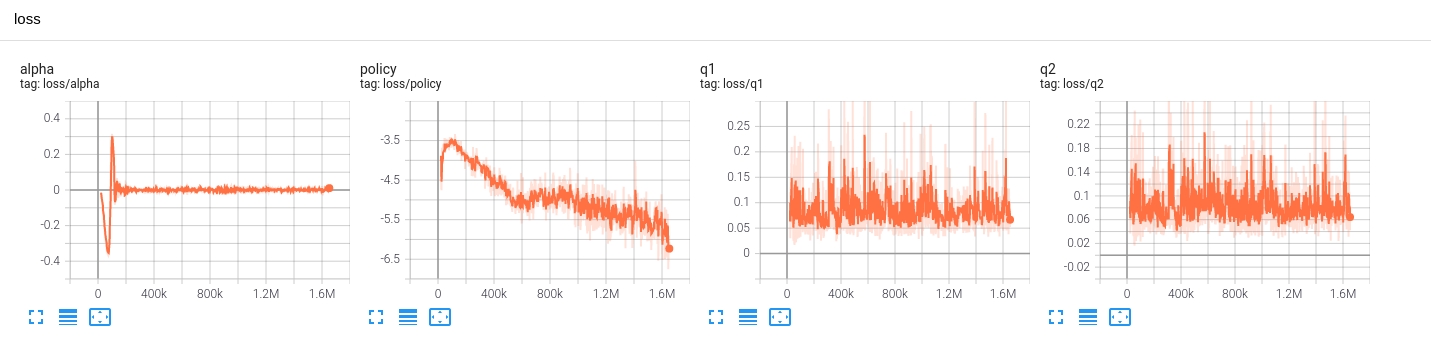 loss
alpha
tag: loss/alpha
0.4
0.2
0
-0.2
-0.4
0 400k 800k 1.2M 1.6M
policy
tag: loss/policy
-3.5
-4.5
-5.5
-6.5
0 400k 800k 1.2M 1.6M
q1
tag: loss/q1
0.25
0.2
0.15
0.1
0.05
0
0 400k 800k 1.2M 1.6M
q2
tag: loss/q2
0.22
0.18
0.14
0.1
0.06
0.02
-0.02
0 400k 800k 1.2M 1.6M